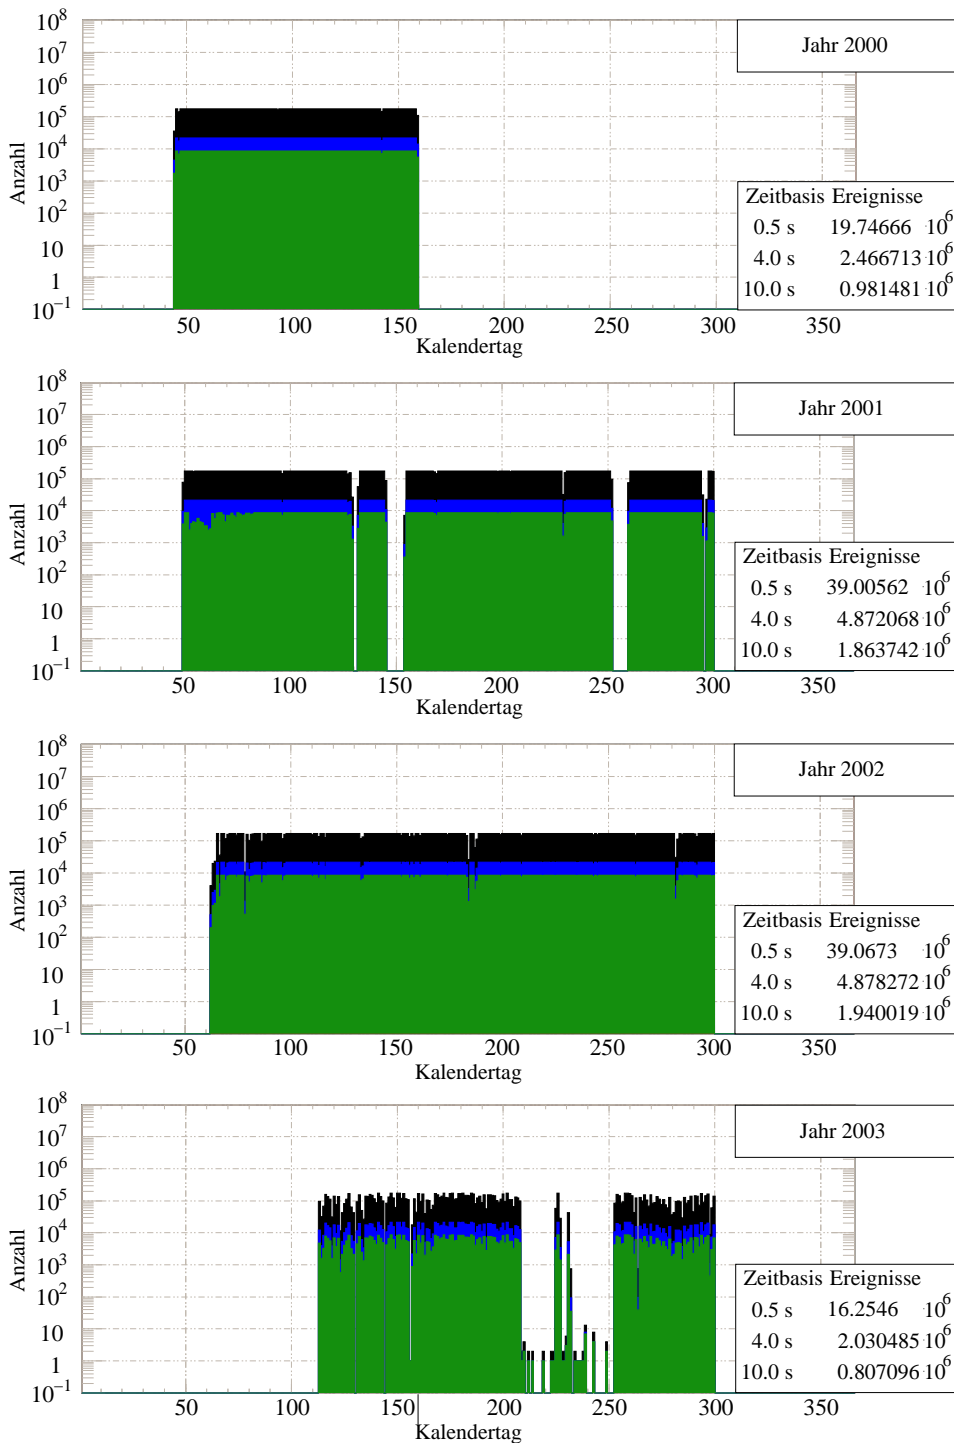 10^8
Jahr 2000
10^7
10^6
10^5
10^4
10^3
10^2
10
1
10^−1
Anzahl
Zeitbasis Ereignisse
0.5 s 19.74666 ·10^6
4.0 s 2.466713·10^6
10.0 s 0.981481·10^6
50 100 150 200 250 300 350
Kalendertag
10^8
Jahr 2001
10^7
10^6
10^5
10^4
10^3
10^2
10
1
10^−1
Anzahl
Zeitbasis Ereignisse
0.5 s 39.00562 ·10^6
4.0 s 4.872068·10^6
10.0 s 1.863742·10^6
50 100 150 200 250 300 350
Kalendertag
10^8
Jahr 2002
10^7
10^6
10^5
10^4
10^3
10^2
10
1
10^−1
Anzahl
Zeitbasis Ereignisse
0.5 s 39.0673 ·10^6
4.0 s 4.878272·10^6
10.0 s 1.940019·10^6
50 100 150 200 250 300 350
Kalendertag
10^8
Jahr 2003
10^7
10^6
10^5
10^4
10^3
10^2
10
1
10^−1
Anzahl
Zeitbasis Ereignisse
0.5 s 16.2546 ·10^6
4.0 s 2.030485·10^6
10.0 s 0.807096·10^6
50 100 150 200 250 300 350
Kalendertag